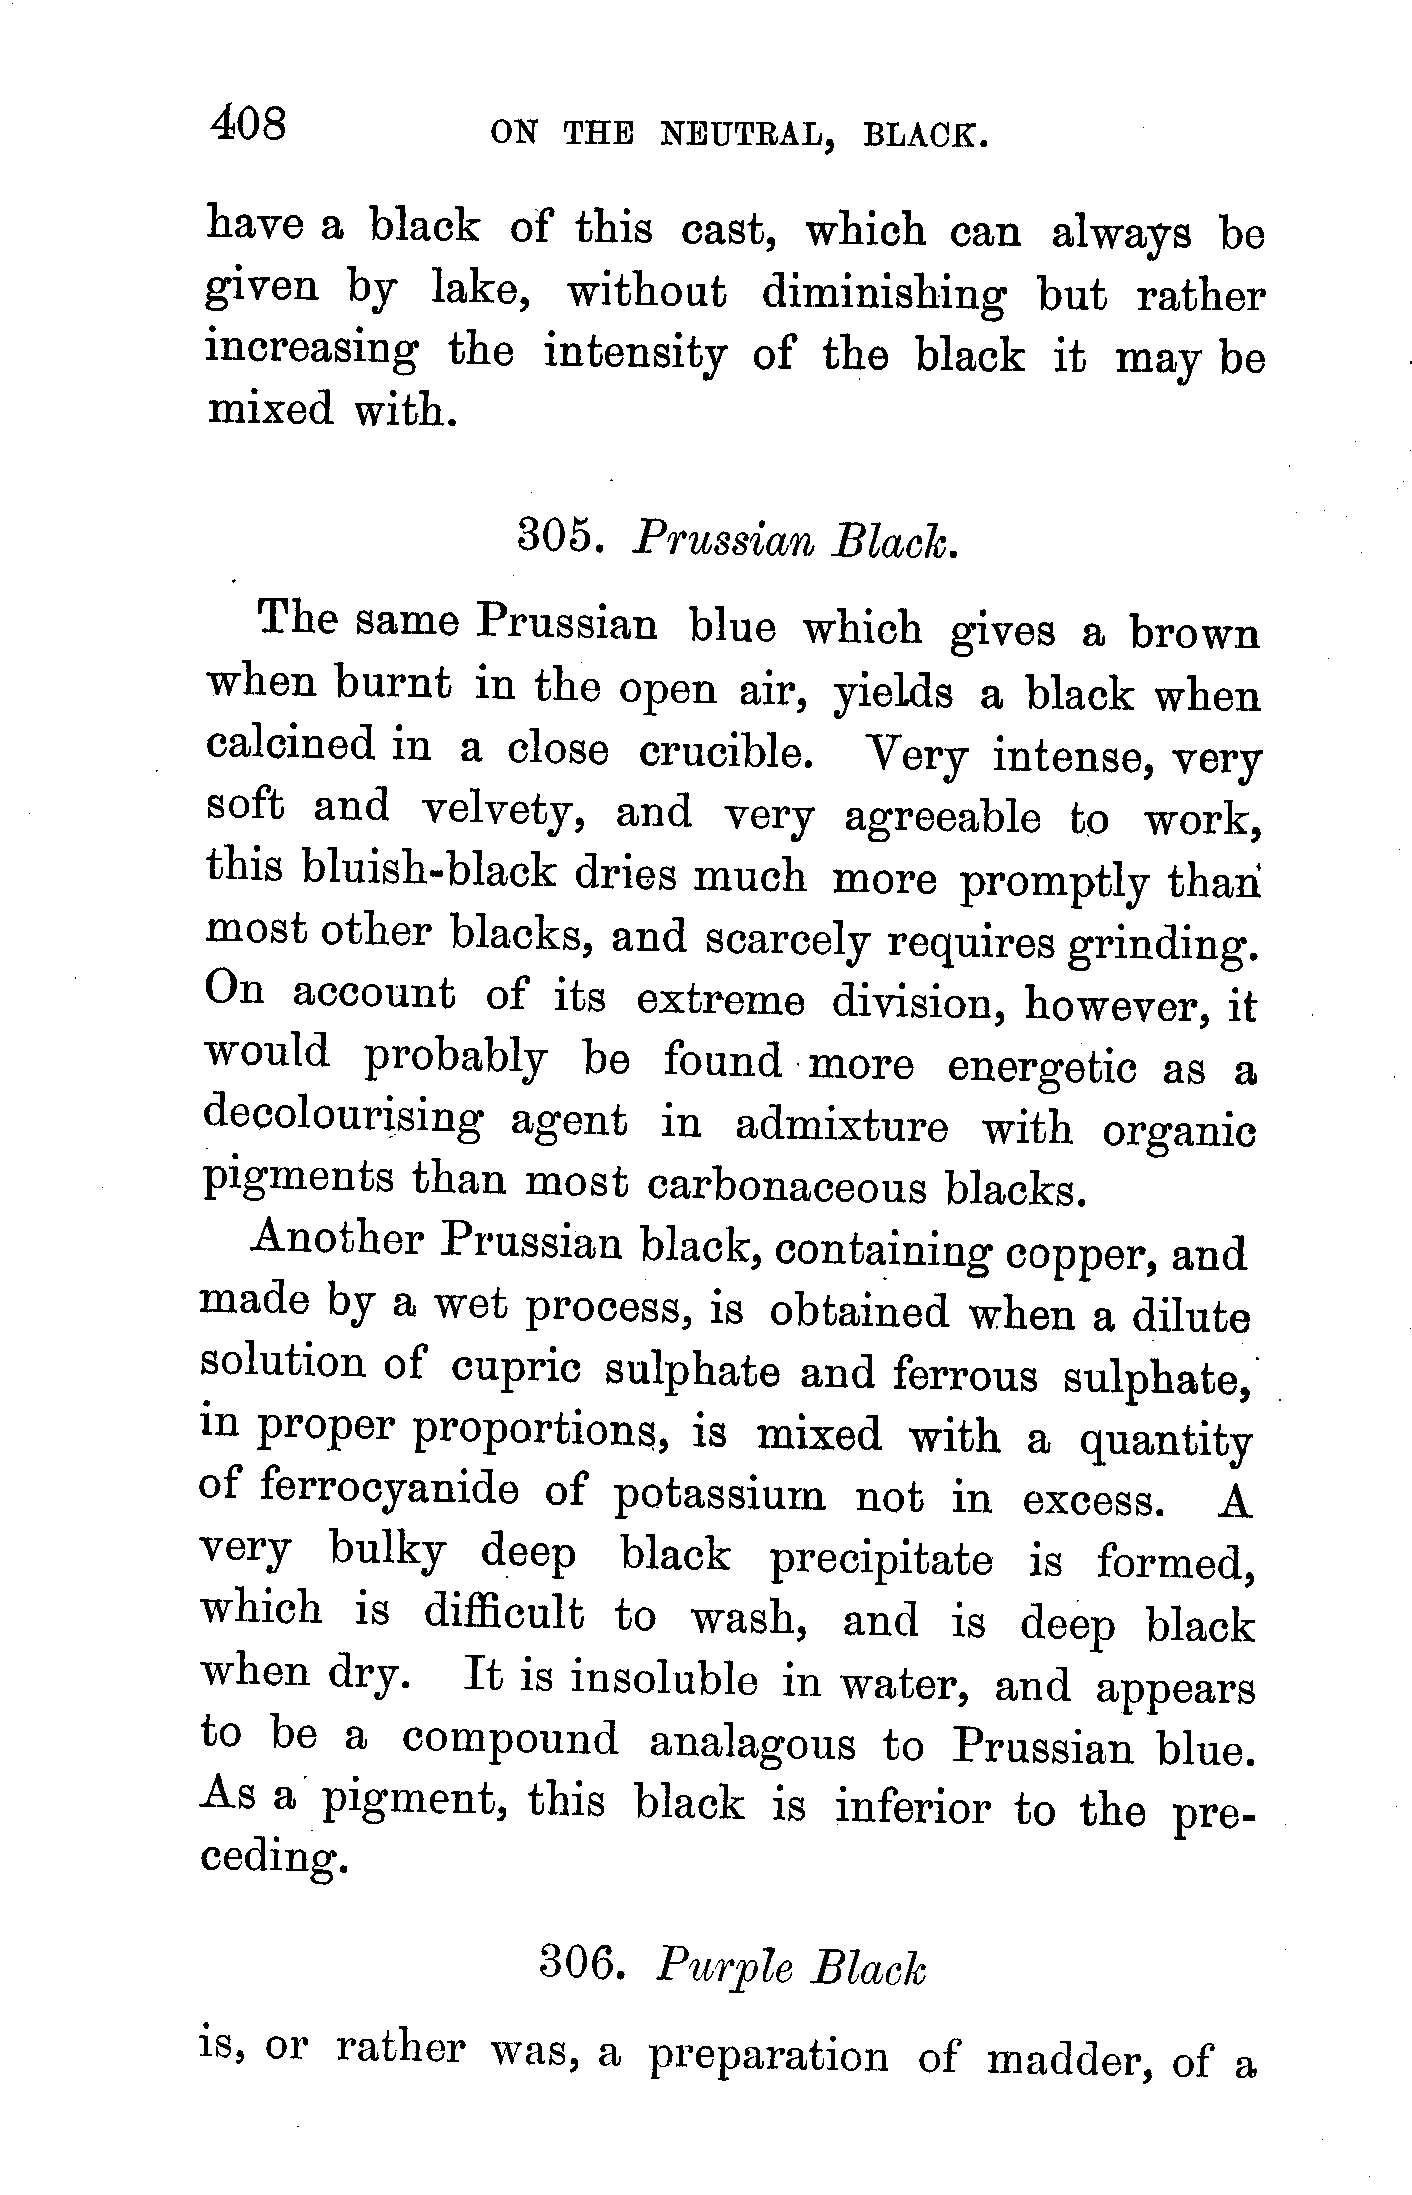 408 ON THE NEUTRAL, BLACK.
have a black of this cast, which can always be
given by lake, without diminishing but rather
increasing the intensity of the black it may be
mixed with.
305. Prussian Black.
The same Prussian blue which gives a brown
when burnt in the open air, yields a black when
calcined in a close crucible. Very intense, very
soft and velvety, and very agreeable to work,
this bluish-black dries much more promptly than
most other blacks, and scarcely requires grinding.
On account of its extreme division, however, it
would probably be found more energetic as a
decolourising agent in admixture with organic
pigments than most carbonaceous blacks.
Another Prussian black, containing copper, and
made by a wet process, is obtained when a dilute
solution of cupric sulphate and ferrous sulphate,
in proper proportions, is mixed with a quantity
of ferrocyanide of potassium not in excess. A
very bulky deep black precipitate is formed,
which is difficult to wash, and is deep black
when dry. It is insoluble in water, and appears
to be a compound analagous to Prussian blue.
As a pigment, this black is inferior to the pre-
ceding.
306. Purple Black
is, or rather was, a preparation of madder, of a